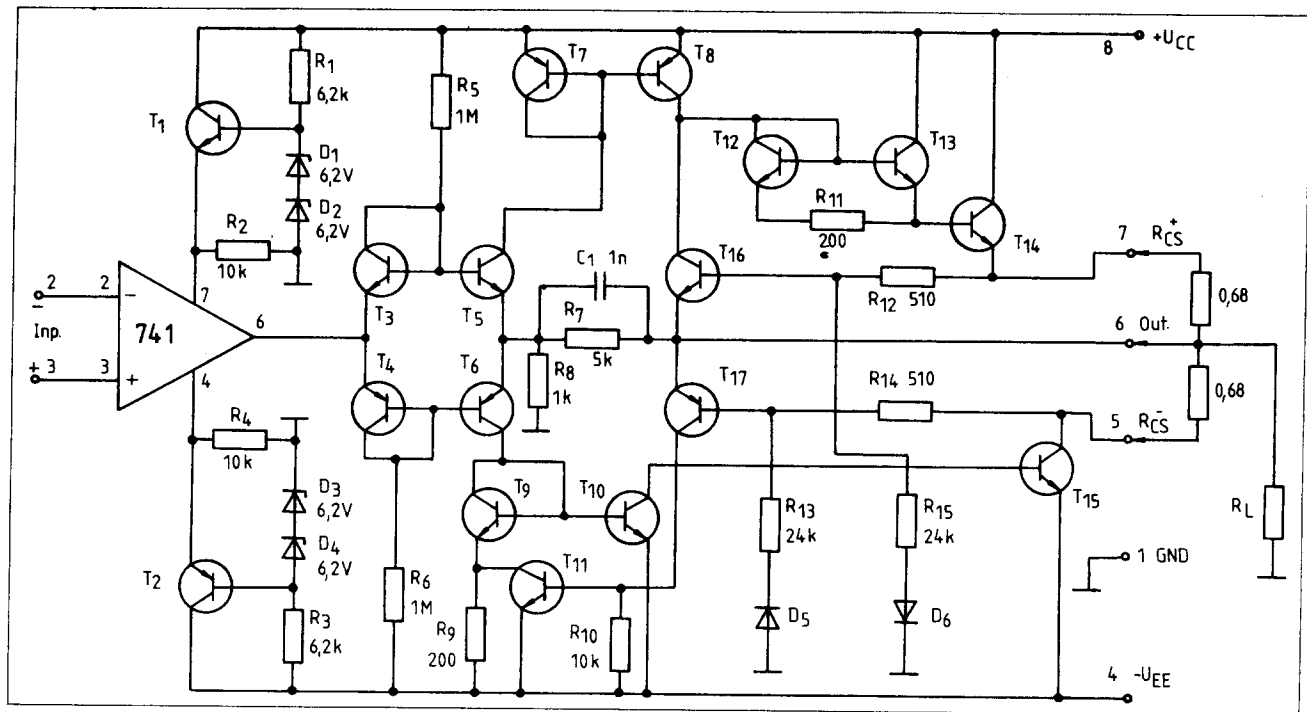 8 +UCC
R1
6,2k
R5
1M
T7
T8
T1
D1
6,2V
D2
6,2V
R2
10k
T12
T13
R11
200
T14
7 RCS+
0,68
C1 1n
T16
R12 510
T3
T5
R7
5k
2
2
−
7
Inp.
741
6
+ 3
3
+
4
6 Out.
T4
T6
R8
1k
T17
R14 510
0,68
5 RCS−
R4
10k
T15
D3
6,2V
D4
6,2V
T9
T10
R13
24k
R15
24k
RL
T2
T11
1 GND
R6
1M
R3
6,2k
R9
200
R10
10k
D5
D6
4 -UEE